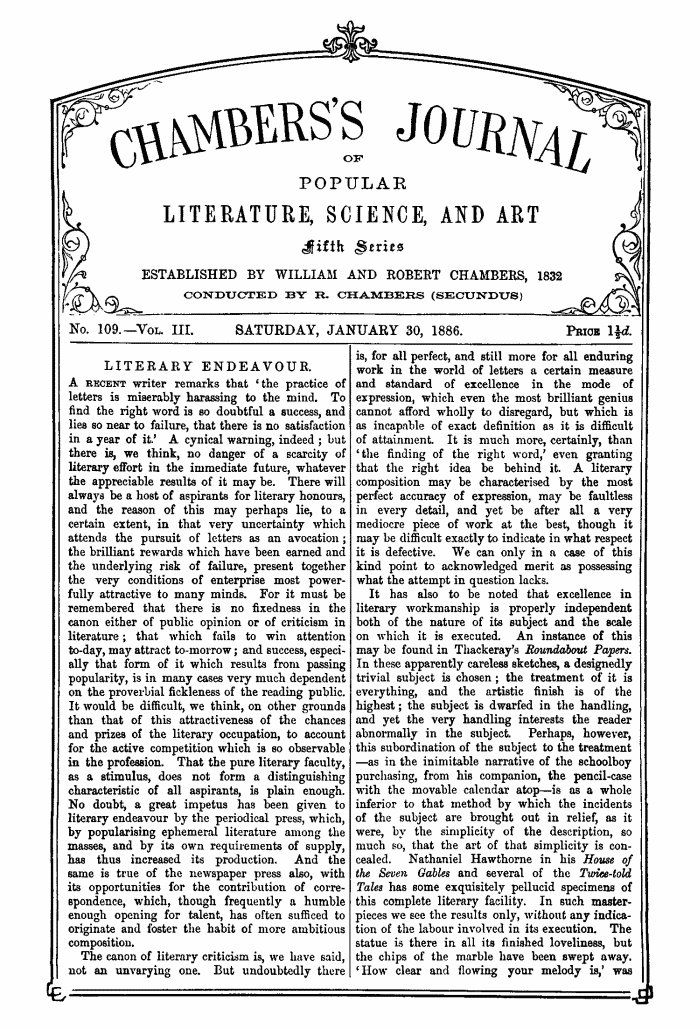 CHAMBERS'S JOURNAL
OF
POPULAR
LITERATURE, SCIENCE, AND ART
Fifth Series
ESTABLISHED BY WILLIAM AND ROBERT CHAMBERS, 1832
CONDUCTED BY R. CHAMBERS (SECUNDUS)
No. 109.—Vol. III. SATURDAY, JANUARY 30, 1886. Price 1½d.
LITERARY ENDEAVOUR.
A RECENT writer remarks that 'the practice of
letters is miserably harassing to the mind. To
find the right word is so doubtful a success, and
lies so near to failure, that there is no satisfaction
in a year of it.' A cynical warning, indeed; but
there is, we think, no danger of a scarcity of
literary effort in the immediate future, whatever
the appreciable results of it may be. There will
always be a host of aspirants for literary honours,
and the reason of this may perhaps lie, to a
certain extent, in that very uncertainty which
attends the pursuit of letters as an avocation;
the brilliant rewards which have been earned and
the underlying risk of failure, present together
the very conditions of enterprise most power-
fully attractive to many minds. For it must be
remembered that there is no fixedness in the
canon either of public opinion or of criticism in
literature; that which fails to win attention
to-day, may attract to-morrow; and success, especi-
ally that form of it which results from passing
popularity, is in many cases very much dependent
on the proverbial fickleness of the reading public.
It would be difficult, we think, on other grounds
than that of this attractiveness of the chances
and prizes of the literary occupation, to account
for the active competition which is so observable
in the profession. That the pure literary faculty,
as a stimulus, does not form a distinguishing
characteristic of all aspirants, is plain enough.
No doubt, a great impetus has been given to
literary endeavour by the periodical press, which,
by popularising ephemeral literature among the
masses, and by its own requirements of supply,
has thus increased its production. And the
same is true of the newspaper press also, with
its opportunities for the contribution of corre-
spondence, which, though frequently a humble
enough opening for talent, has often sufficed to
originate and foster the habit of more ambitious
composition.
The canon of literary criticism is, we have said,
not an unvarying one. But undoubtedly there
is, for all perfect, and still more for all enduring
work in the world of letters a certain measure
and standard of excellence in the mode of
expression, which even the most brilliant genius
cannot afford wholly to disregard, but which is
as incapable of exact definition as it is difficult
of attainment. It is much more, certainly, than
'the finding of the right word,' even granting
that the right idea be behind it. A literary
composition may be characterised by the most
perfect accuracy of expression, may be faultless
in every detail, and yet be after all a very
mediocre piece of work at the best, though it
may be difficult exactly to indicate in what respect
it is defective. We can only in a case of this
kind point to acknowledged merit as possessing
what the attempt in question lacks.
It has also to be noted that excellence in
literary workmanship is properly independent
both of the nature of its subject and the scale
on which it is executed. An instance of this
may be found in Thackeray's Roundabout Papers.
In these apparently careless sketches, a designedly
trivial subject is chosen; the treatment of it is
everything, and the artistic finish is of the
highest; the subject is dwarfed in the handling,
and yet the very handling interests the reader
abnormally in the subject. Perhaps, however,
this subordination of the subject to the treatment
—as in the inimitable narrative of the schoolboy
purchasing, from his companion, the pencil-case
with the movable calendar atop—is as a whole
inferior to that method by which the incidents
of the subject are brought out in relief, as it
were, by the simplicity of the description, so
much so, that the art of that simplicity is con-
cealed. Nathaniel Hawthorne in his House of
the Seven Gables and several of the Twice-told
Tales has some exquisitely pellucid specimens of
this complete literary facility. In such master-
pieces we see the results only, without any indica-
tion of the labour involved in its execution. The
statue is there in all its finished loveliness, but
the chips of the marble have been swept away.
'How clear and flowing your melody is,' was